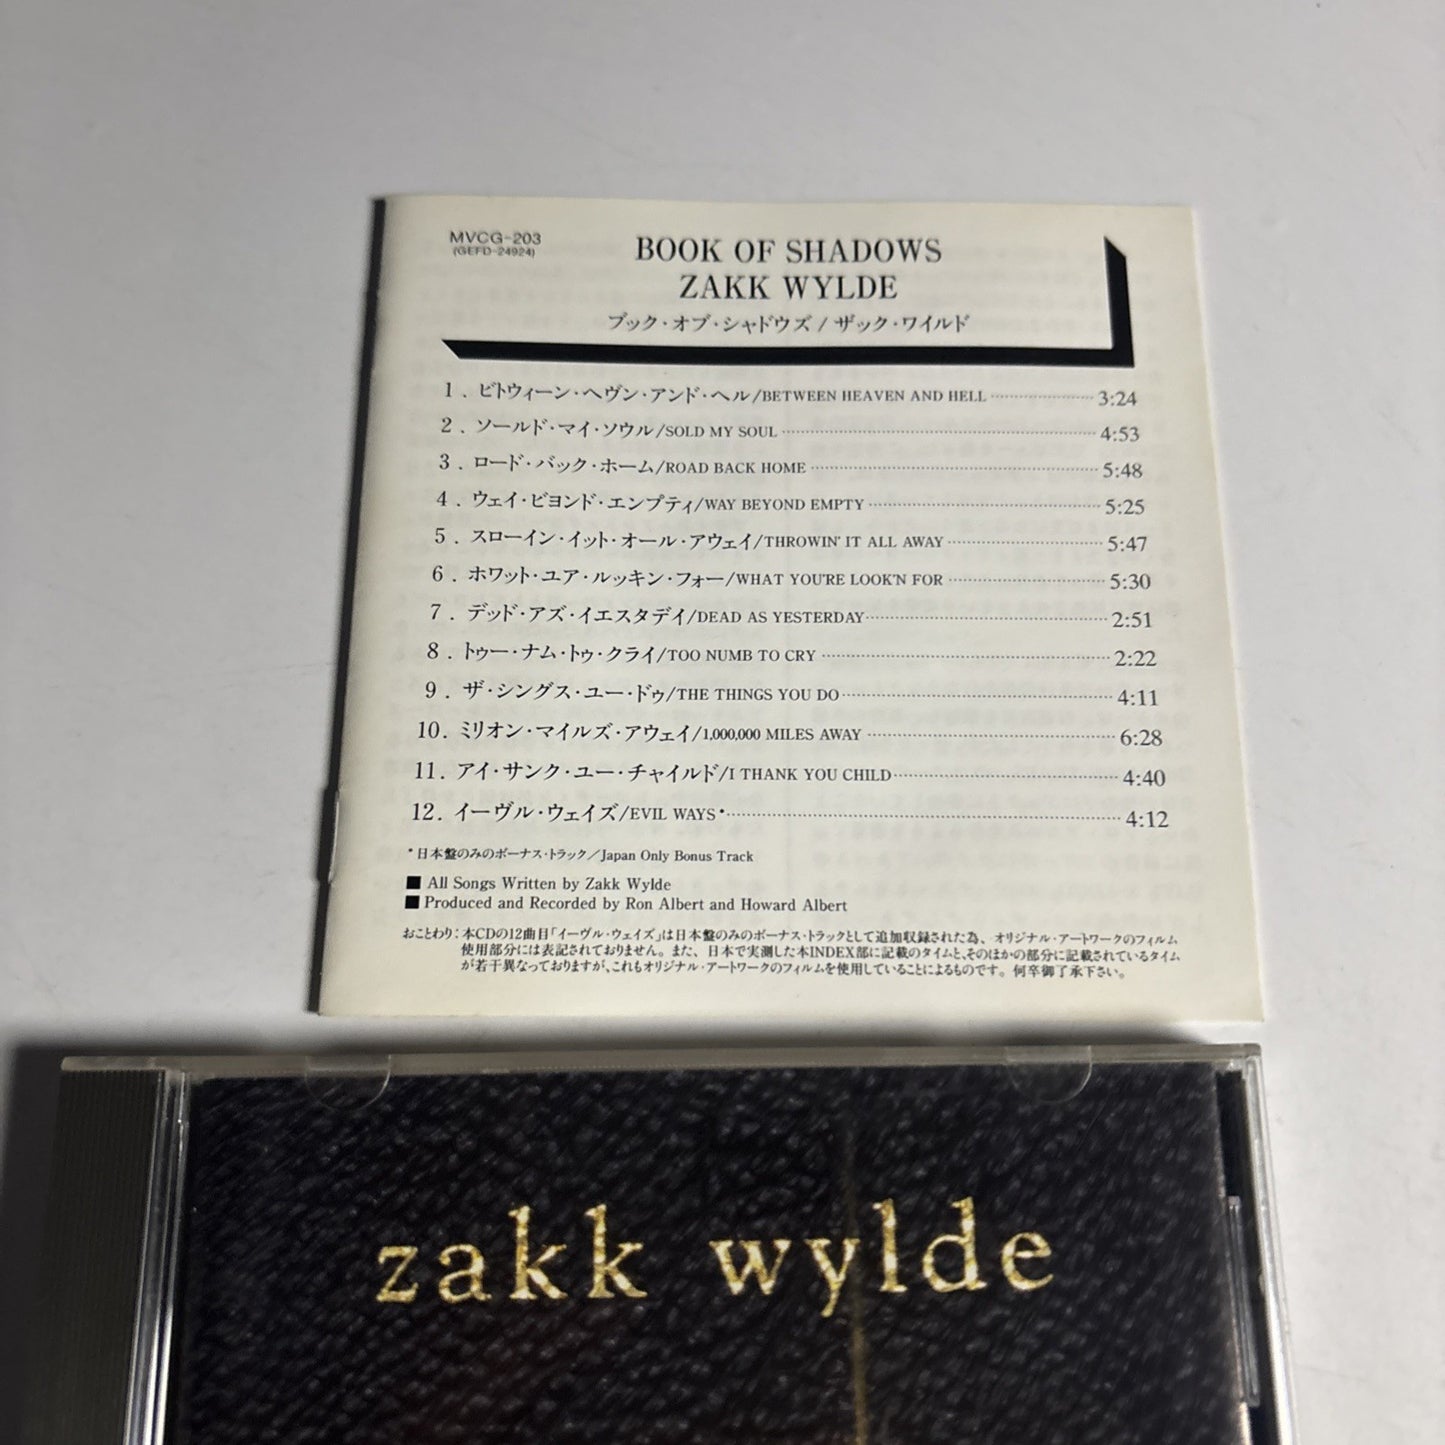 MVCG-203
(GEFD-24924)
BOOK OF SHADOWS
ZAKK WYLDE
ブック・オブ・シャドウズ / ザック・ワイルド
1 . ビトウィーン・ヘヴン・アンド・ヘル/BETWEEN HEAVEN AND HELL 3:24
2 . ソールド・マイ・ソウル/SOLD MY SOUL 4:53
3 . ロード・バック・ホーム/ROAD BACK HOME 5:48
4 . ウェイ・ビヨンド・エンプティ/WAY BEYOND EMPTY 5:25
5 . スローイン・イット・オール・アウェイ/THROWIN' IT ALL AWAY 5:47
6 . ホワット・ユア・ルッキン・フォー/WHAT YOU'RE LOOK'N FOR 5:30
7 . デッド・アズ・イエスタデイ/DEAD AS YESTERDAY 2:51
8 . トゥー・ナム・トゥ・クライ/TOO NUMB TO CRY 2:22
9 . ザ・シングス・ユー・ドゥ/THE THINGS YOU DO 4:11
10. ミリオン・マイルズ・アウェイ/1,000,000 MILES AWAY 6:28
11. アイ・サンク・ユー・チャイルド/I THANK YOU CHILD 4:40
12. イーヴル・ウェイズ/EVIL WAYS* 4:12
*日本盤のみのボーナス・トラック／Japan Only Bonus Track
■ All Songs Written by Zakk Wylde
■ Produced and Recorded by Ron Albert and Howard Albert
おことわり：本CDの12曲目「イーヴル・ウェイズ」は日本盤のみのボーナス・トラックとして追加収録された為、オリジナル・アートワークのフィルム
使用部分には表記されておりません。また、日本で実測した本INDEX部に記載のタイムと、そのほかの部分に記載されているタイム
が若干異なっておりますが、これもオリジナル・アートワークのフィルムを使用していることによるものです。何卒御了承下さい。
zakk wylde